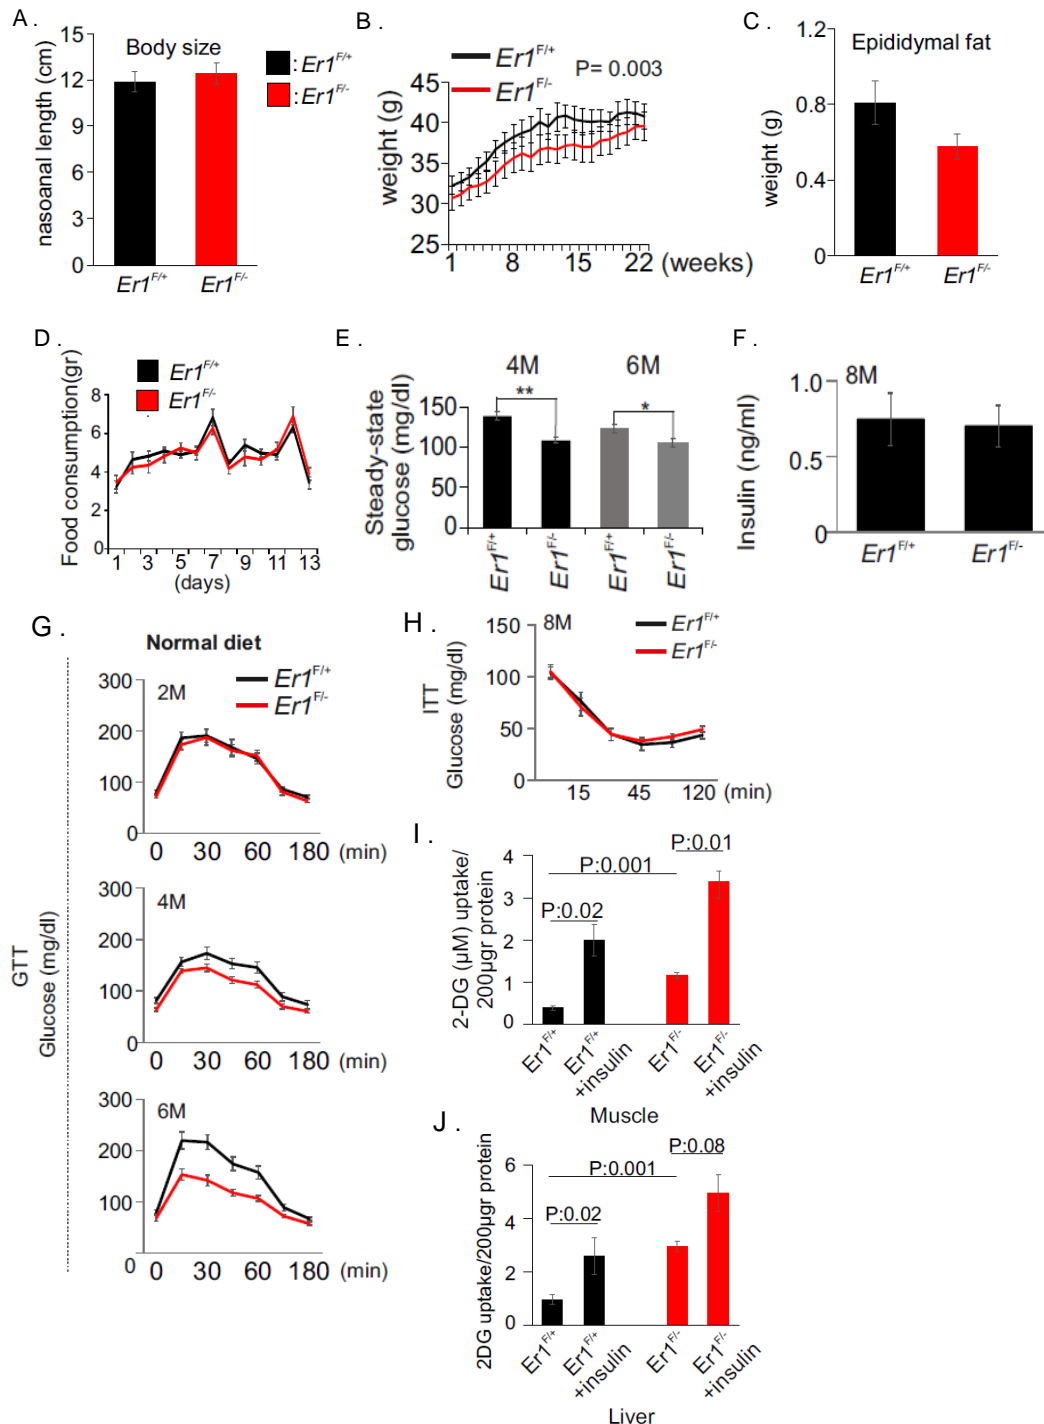 A .
15
12
9
6
3
0
nasoanal length (cm)
Body size
: Er1F/+
: Er1F/-
Er1F/+ Er1F/-
B .
Er1F/+
Er1F/-
P= 0.003
45
40
35
30
25
weight (g)
1 8 15 22 (weeks)
C .
1.2
0.8
0.4
0
weight (g)
Epididymal fat
Er1F/+ Er1F/-
D .
Er1F/+
Er1F/-
8
6
4
2
0
Food consumption(gr)
1 3 5 7 9 11 13
(days)
E .
4M 6M
** *
150
100
50
0
Steady-state
glucose (mg/dl)
Er1F/+ Er1F/- Er1F/+ Er1F/-
F .
8M
1.0
0.5
0
Insulin (ng/ml)
Er1F/+ Er1F/-
G .
Normal diet
Er1F/+
Er1F/-
GTT
Glucose (mg/dl)
300
200
100
0
2M
0 30 60 180 (min)
300
200
100
0
4M
0 30 60 180 (min)
300
200
100
0
6M
0 30 60 180 (min)
H .
8M
Er1F/+
Er1F/-
150
100
50
0
ITT
Glucose (mg/dl)
15 45 120 (min)
I .
4
3
2
1
0
2-DG (μM) uptake/
200μgr protein
P:0.02
P:0.001
P:0.01
Er1F/+ Er1F/+ +insulin Er1F/- Er1F/- +insulin
Muscle
J .
6
4
2
0
2DG uptake/200μgr protein
P:0.02
P:0.001
P:0.08
Er1F/+ Er1F/+ +insulin Er1F/- Er1F/- +insulin
Liver